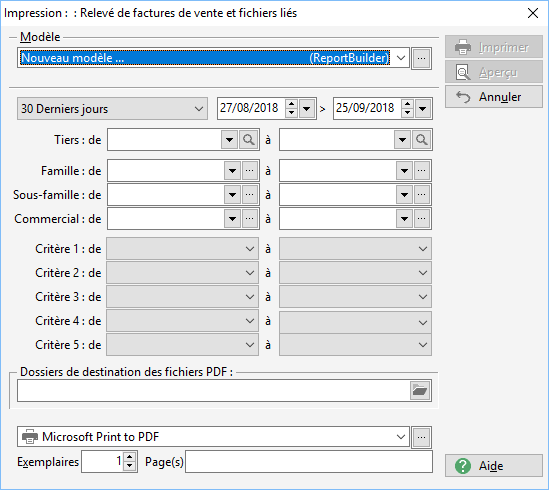 Impression : : Relevé de factures de vente et fichiers liés
Modèle
Nouveau modèle ... (ReportBuilder)
...
Imprimer
Aperçu
Annuler
30 Derniers jours 27/08/2018 > 25/09/2018
Tiers : de à
Famille : de ... à ...
Sous-famille : de ... à ...
Commercial : de ... à ...
Critère 1 : de à
Critère 2 : de à
Critère 3 : de à
Critère 4 : de à
Critère 5 : de à
Dossiers de destination des fichiers PDF :
Microsoft Print to PDF ...
Exemplaires 1 Page(s)
? Aide